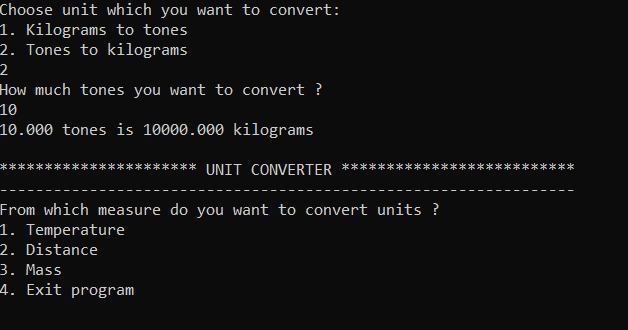 Choose unit which you want to convert:
1. Kilograms to tones
2. Tones to kilograms
2
How much tones you want to convert ?
10
10.000 tones is 10000.000 kilograms
********************** UNIT CONVERTER **************************
----------------------------------------------------------------
From which measure do you want to convert units ?
1. Temperature
2. Distance
3. Mass
4. Exit program